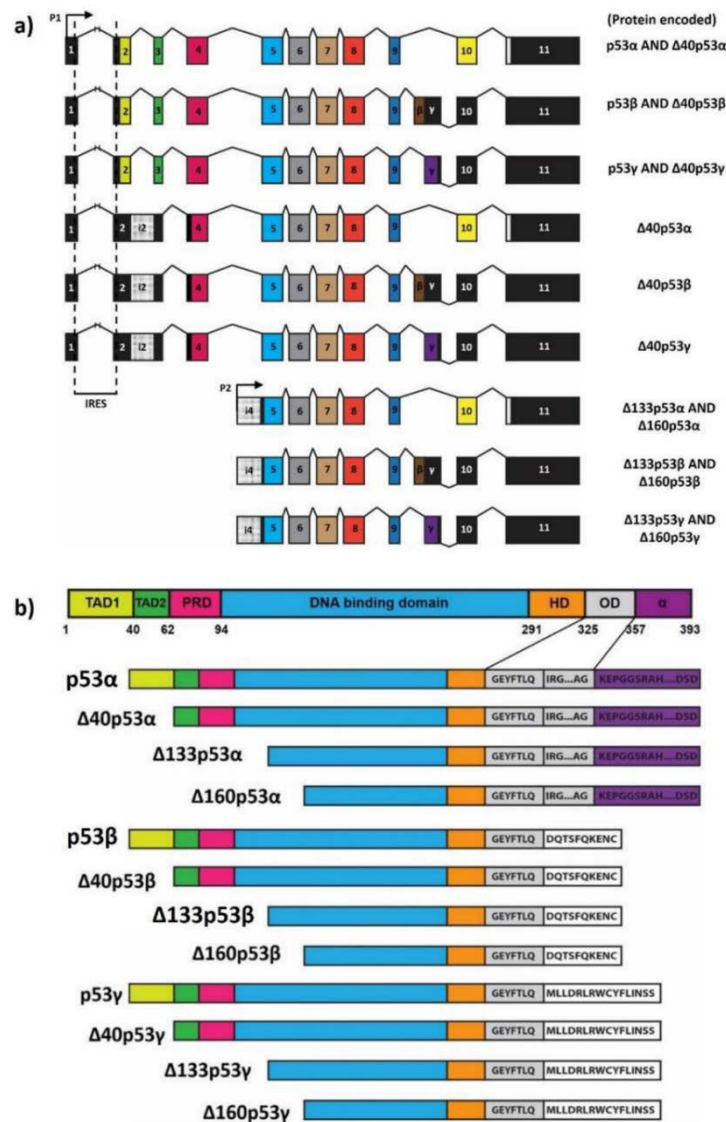 a)
P1
(Protein encoded)
1 2 3 4 5 6 7 8 9 10 11
p53α AND Δ40p53α
1 2 3 4 5 6 7 8 9 β γ 10 11
p53β AND Δ40p53β
1 2 3 4 5 6 7 8 9 γ 10 11
p53γ AND Δ40p53γ
1 2 i2 4 5 6 7 8 9 10 11
Δ40p53α
1 2 i2 4 5 6 7 8 9 β γ 10 11
Δ40p53β
1 2 i2 4 5 6 7 8 9 γ 10 11
Δ40p53γ
IRES
P2
i4 5 6 7 8 9 10 11
Δ133p53α AND
Δ160p53α
i4 5 6 7 8 9 β γ 10 11
Δ133p53β AND
Δ160p53β
i4 5 6 7 8 9 γ 10 11
Δ133p53γ AND
Δ160p53γ
b)
TAD1 TAD2 PRD DNA binding domain HD OD α
1 40 62 94 291 325 357 393
p53α GEYFTLQ IRG...AG KEPGGSRAH....DSD
Δ40p53α GEYFTLQ IRG...AG KEPGGSRAH....DSD
Δ133p53α GEYFTLQ IRG...AG KEPGGSRAH....DSD
Δ160p53α GEYFTLQ IRG...AG KEPGGSRAH....DSD
p53β GEYFTLQ DQTSFQKENC
Δ40p53β GEYFTLQ DQTSFQKENC
Δ133p53β GEYFTLQ DQTSFQKENC
Δ160p53β GEYFTLQ DQTSFQKENC
p53γ GEYFTLQ MLLDRLRWCYFLINSS
Δ40p53γ GEYFTLQ MLLDRLRWCYFLINSS
Δ133p53γ GEYFTLQ MLLDRLRWCYFLINSS
Δ160p53γ GEYFTLQ MLLDRLRWCYFLINSS